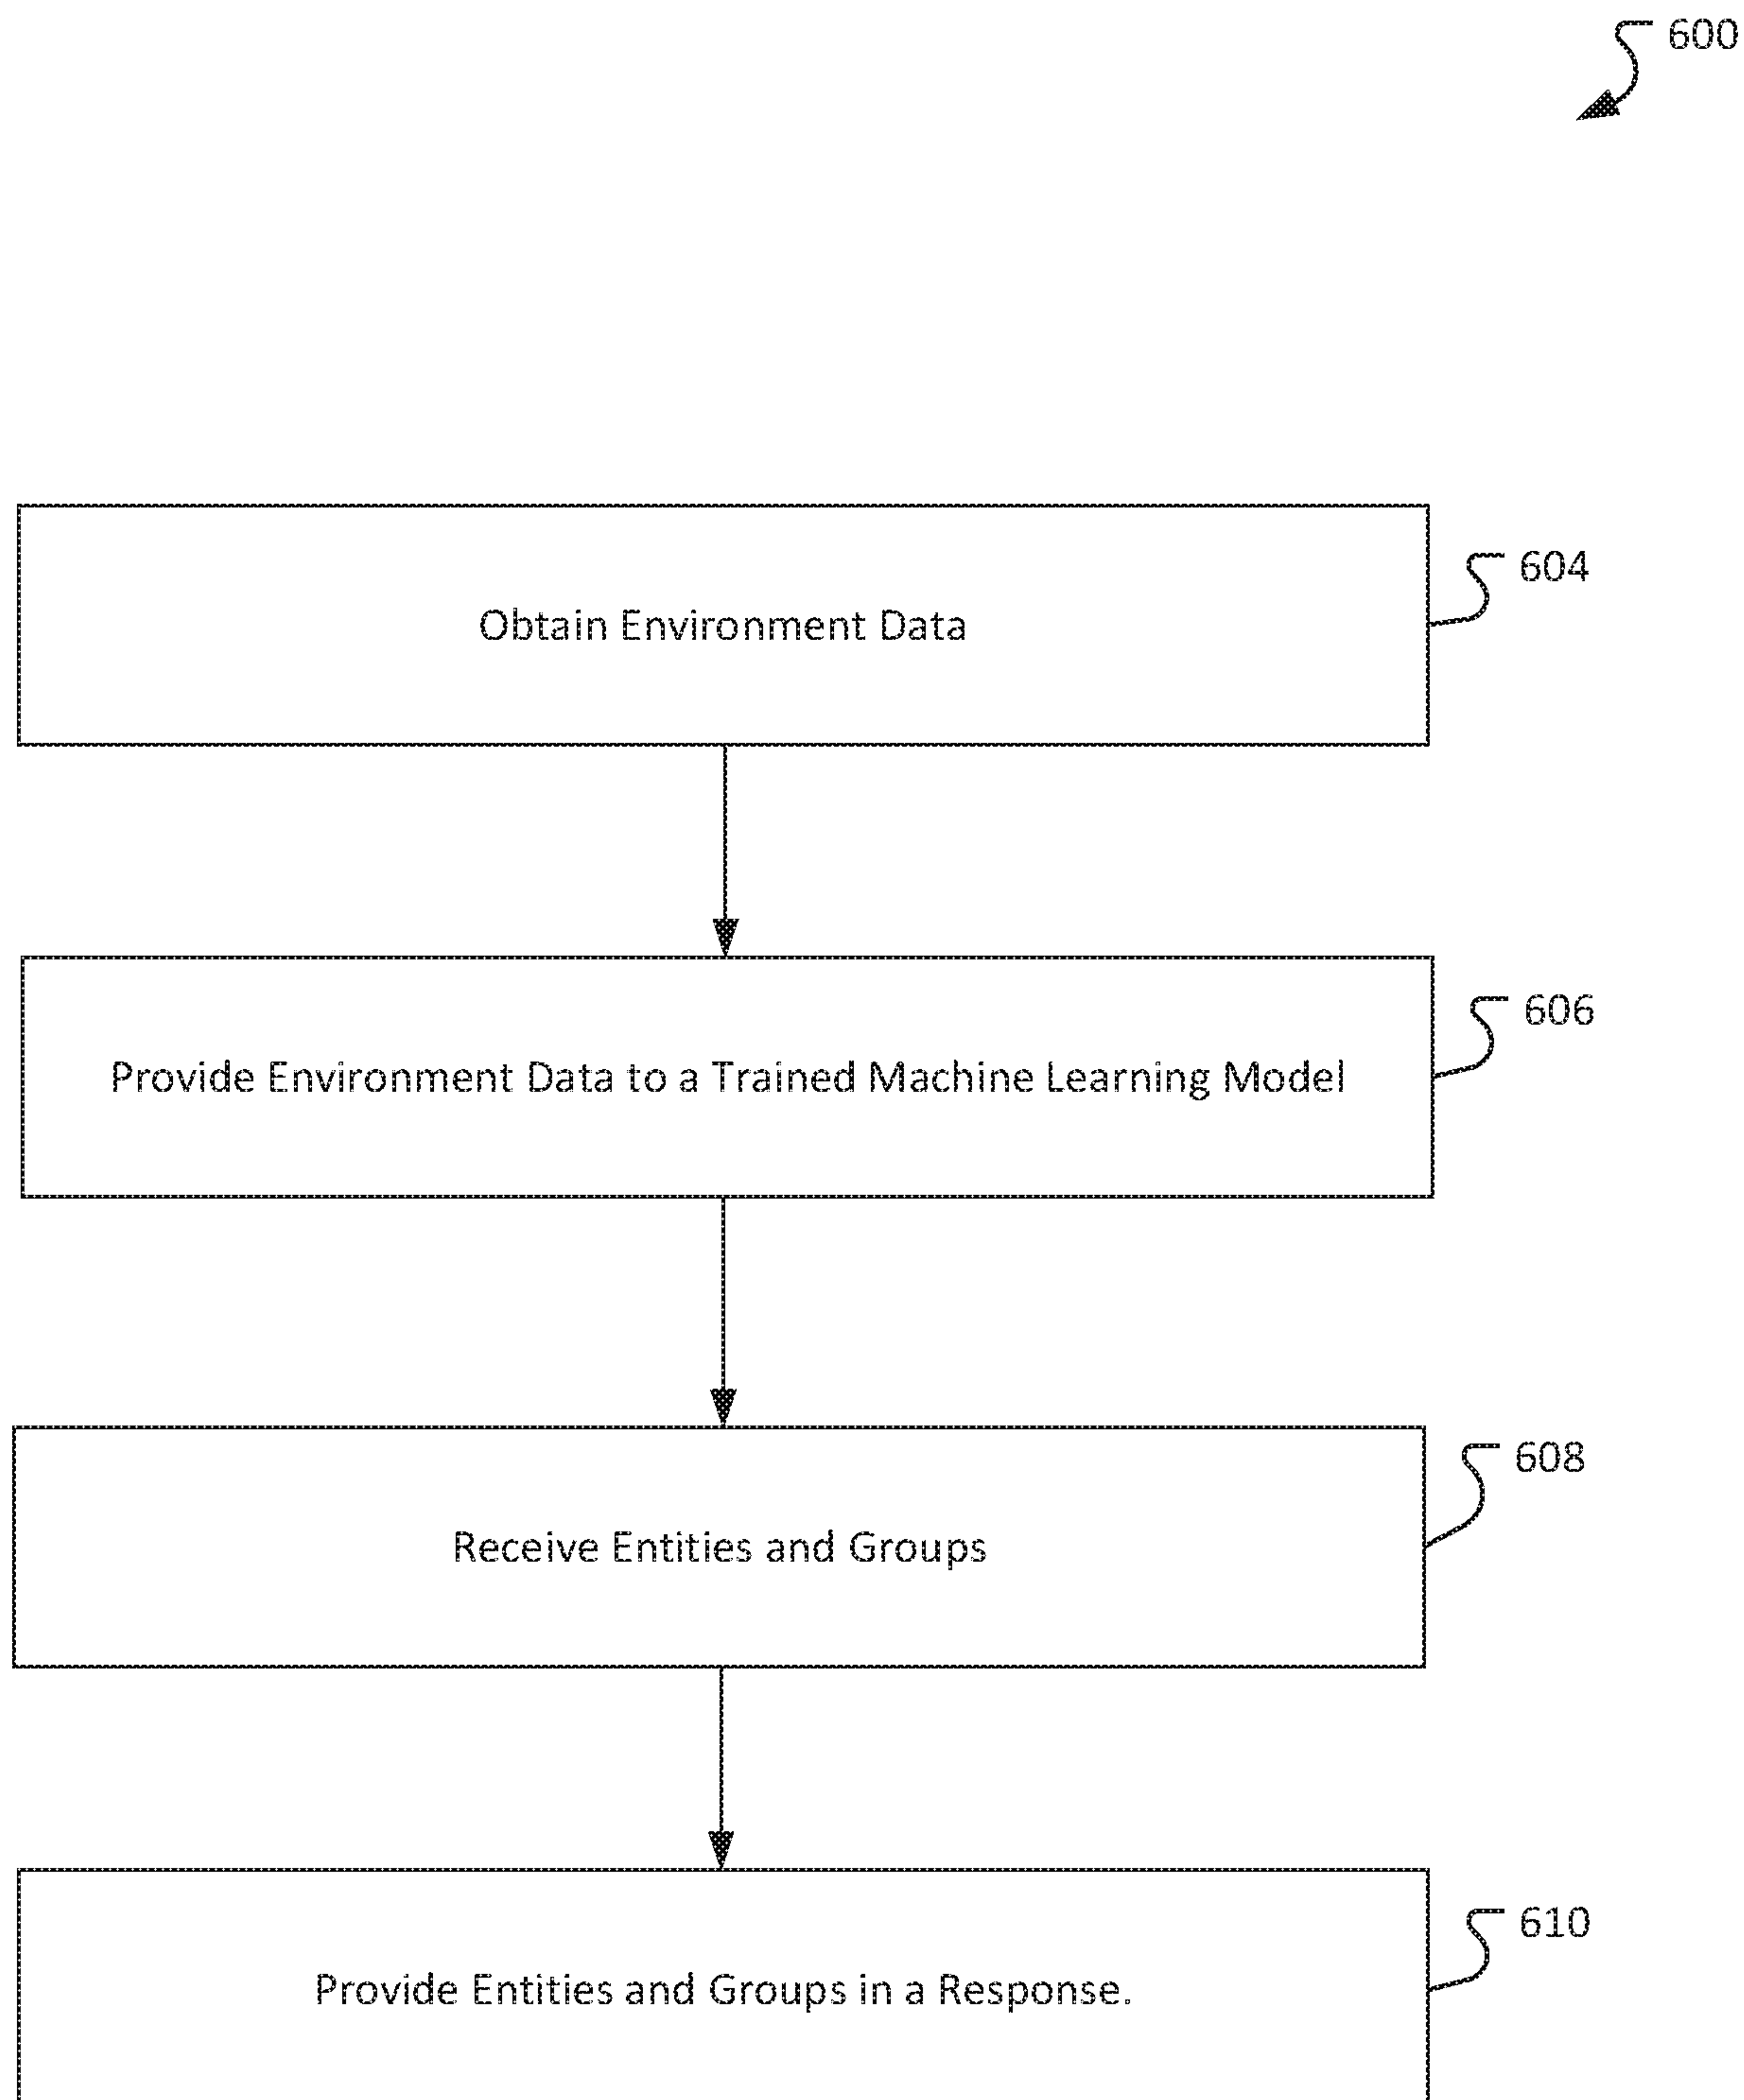 600
Obtain Environment Data
604
Provide Environment Data to a Trained Machine Learning Model
606
Receive Entities and Groups
608
Provide Entities and Groups in a Response.
610